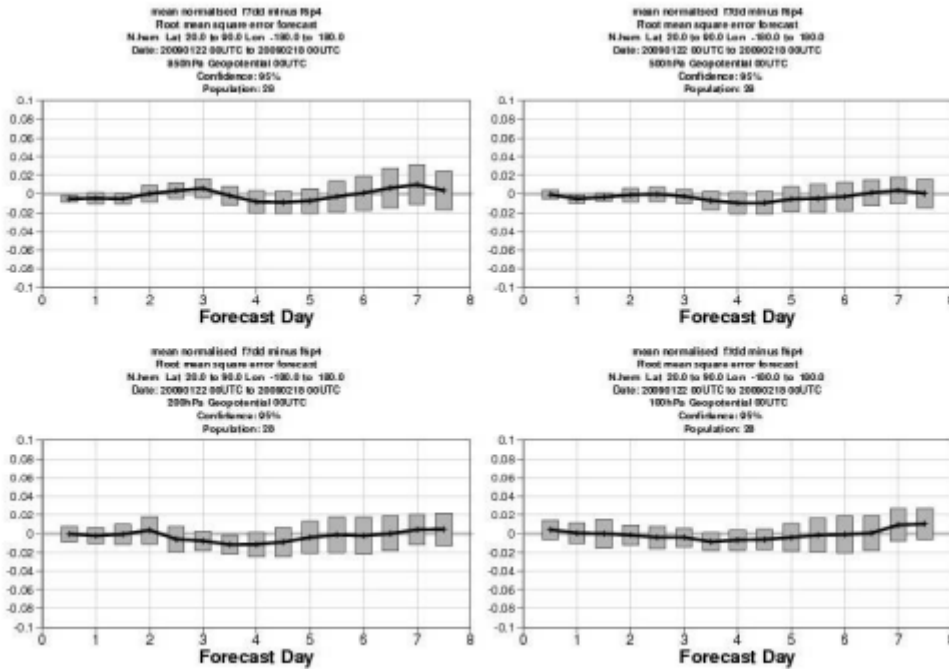 mean normalised f7dd minus f6p4
Root mean square error forecast
N.hem Lat 20.0 to 90.0 Lon -180.0 to 180.0
Date: 20090122 00UTC to 20090218 00UTC
850hPa Geopotential 00UTC
Confidence: 95%
Population: 28
0.1
0.08
0.06
0.04
0.02
0
-0.02
-0.04
-0.06
-0.08
-0.1
0 1 2 3 4 5 6 7 8
Forecast Day
mean normalised f7dd minus f6p4
Root mean square error forecast
N.hem Lat 20.0 to 90.0 Lon -180.0 to 180.0
Date: 20090122 00UTC to 20090218 00UTC
500hPa Geopotential 00UTC
Confidence: 95%
Population: 28
0.1
0.08
0.06
0.04
0.02
0
-0.02
-0.04
-0.06
-0.08
-0.1
0 1 2 3 4 5 6 7 8
Forecast Day
mean normalised f7dd minus f6p4
Root mean square error forecast
N.hem Lat 20.0 to 90.0 Lon -180.0 to 180.0
Date: 20090122 00UTC to 20090218 00UTC
200hPa Geopotential 00UTC
Confidence: 95%
Population: 28
0.1
0.08
0.06
0.04
0.02
0
-0.02
-0.04
-0.06
-0.08
-0.1
0 1 2 3 4 5 6 7 8
Forecast Day
mean normalised f7dd minus f6p4
Root mean square error forecast
N.hem Lat 20.0 to 90.0 Lon -180.0 to 180.0
Date: 20090122 00UTC to 20090218 00UTC
100hPa Geopotential 00UTC
Confidence: 95%
Population: 28
0.1
0.08
0.06
0.04
0.02
0
-0.02
-0.04
-0.06
-0.08
-0.1
0 1 2 3 4 5 6 7 8
Forecast Day